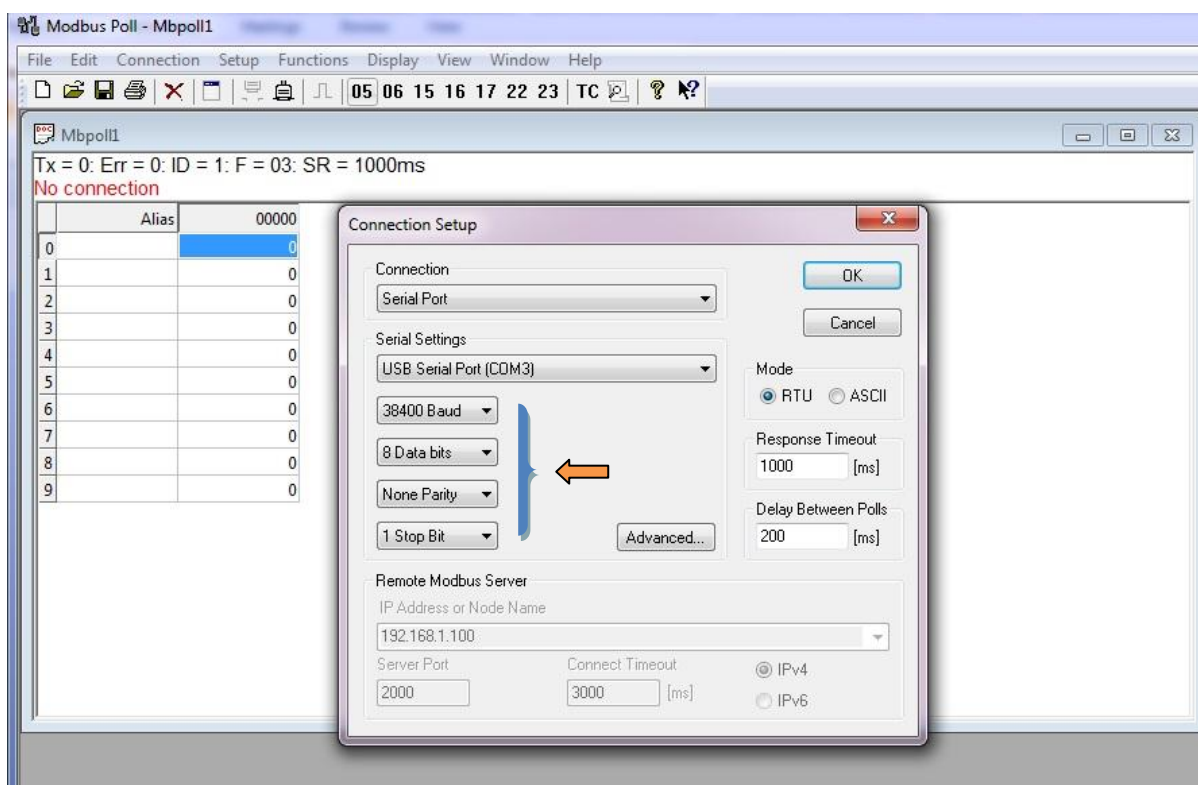 Modbus Poll - Mbpoll1
File Edit Connection Setup Functions Display View Window Help
05 06 15 16 17 22 23 TC
Mbpoll1
Tx = 0: Err = 0: ID = 1: F = 03: SR = 1000ms
No connection
Alias 00000
0 0
1 0
2 0
3 0
4 0
5 0
6 0
7 0
8 0
9 0
Connection Setup
Connection
Serial Port
OK
Cancel
Serial Settings
USB Serial Port (COM3)
38400 Baud
8 Data bits
None Parity
1 Stop Bit
Advanced...
Mode
RTU ASCII
Response Timeout
1000 [ms]
Delay Between Polls
200 [ms]
Remote Modbus Server
IP Address or Node Name
192.168.1.100
Server Port Connect Timeout
2000 3000 [ms]
IPv4
IPv6